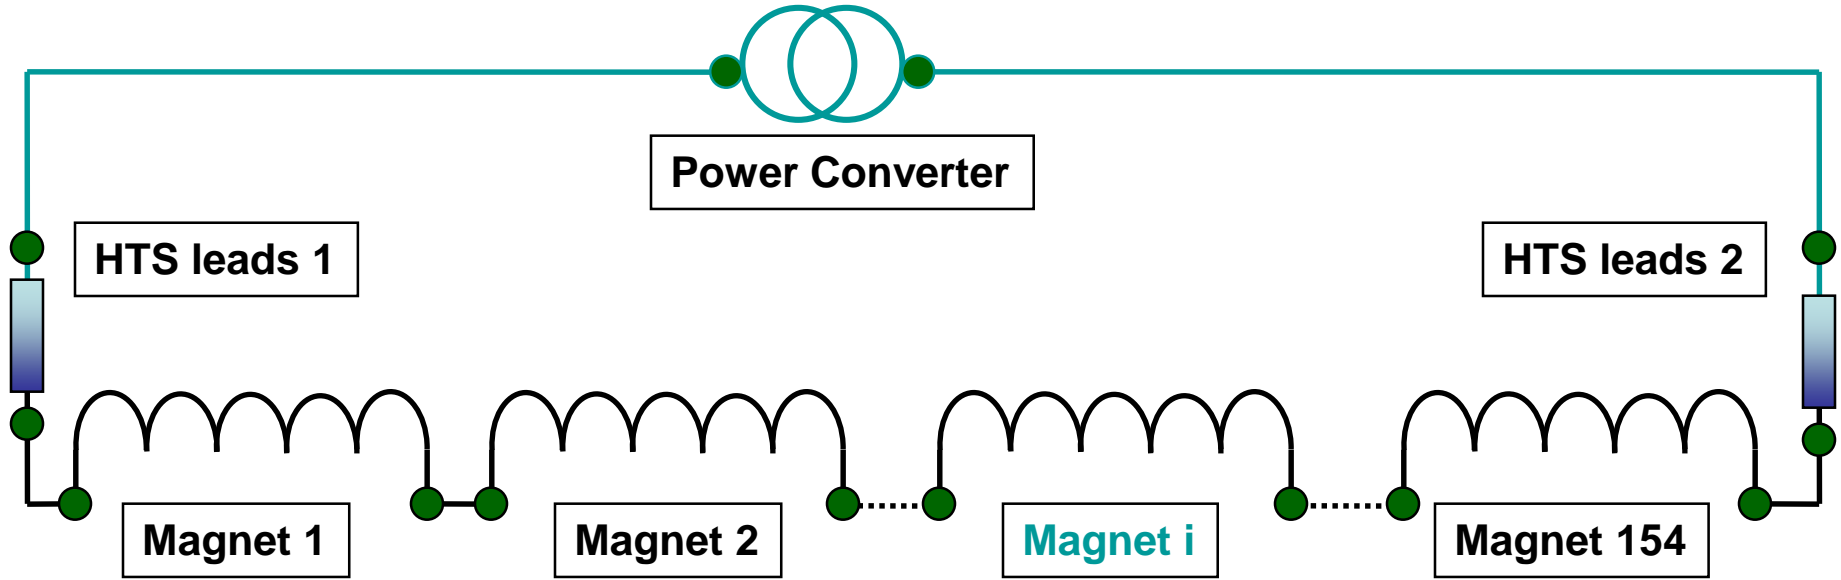 Power Converter
HTS leads 1
HTS leads 2
Magnet 1
Magnet 2
Magnet i
Magnet 154